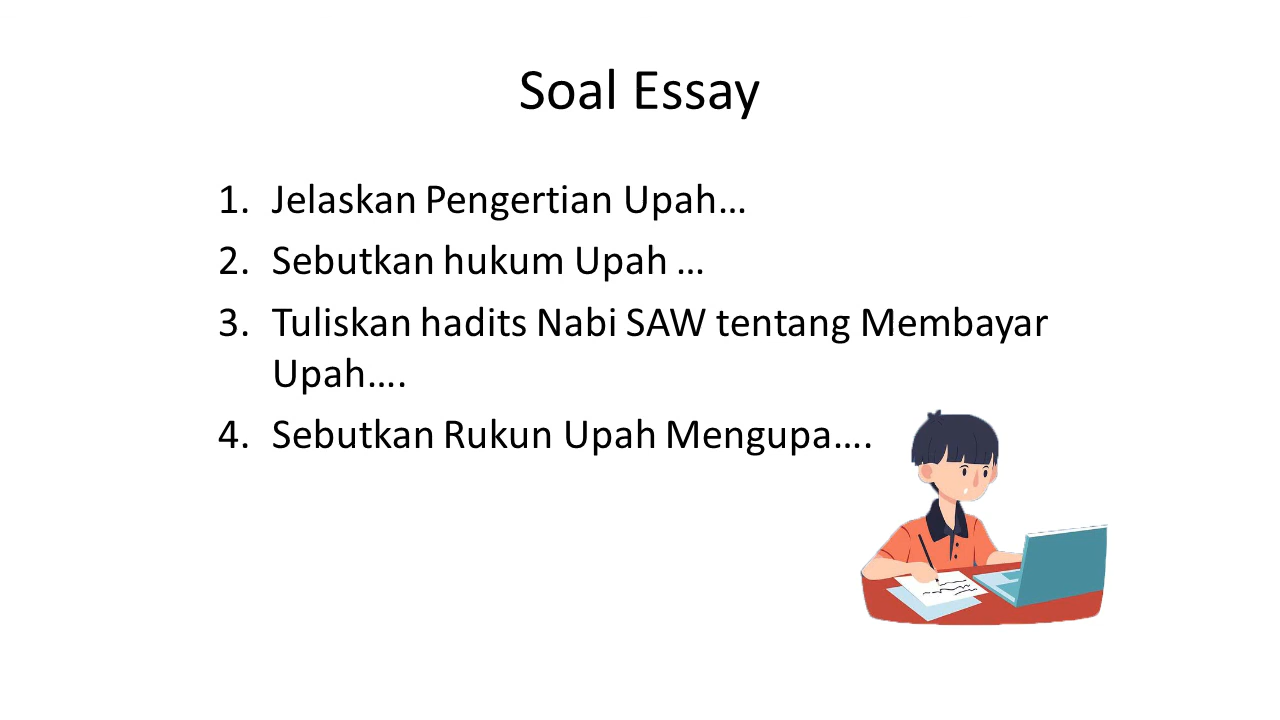 Soal Essay
1. Jelaskan Pengertian Upah…
2. Sebutkan hukum Upah …
3. Tuliskan hadits Nabi SAW tentang Membayar
Upah….
4. Sebutkan Rukun Upah Mengupa….